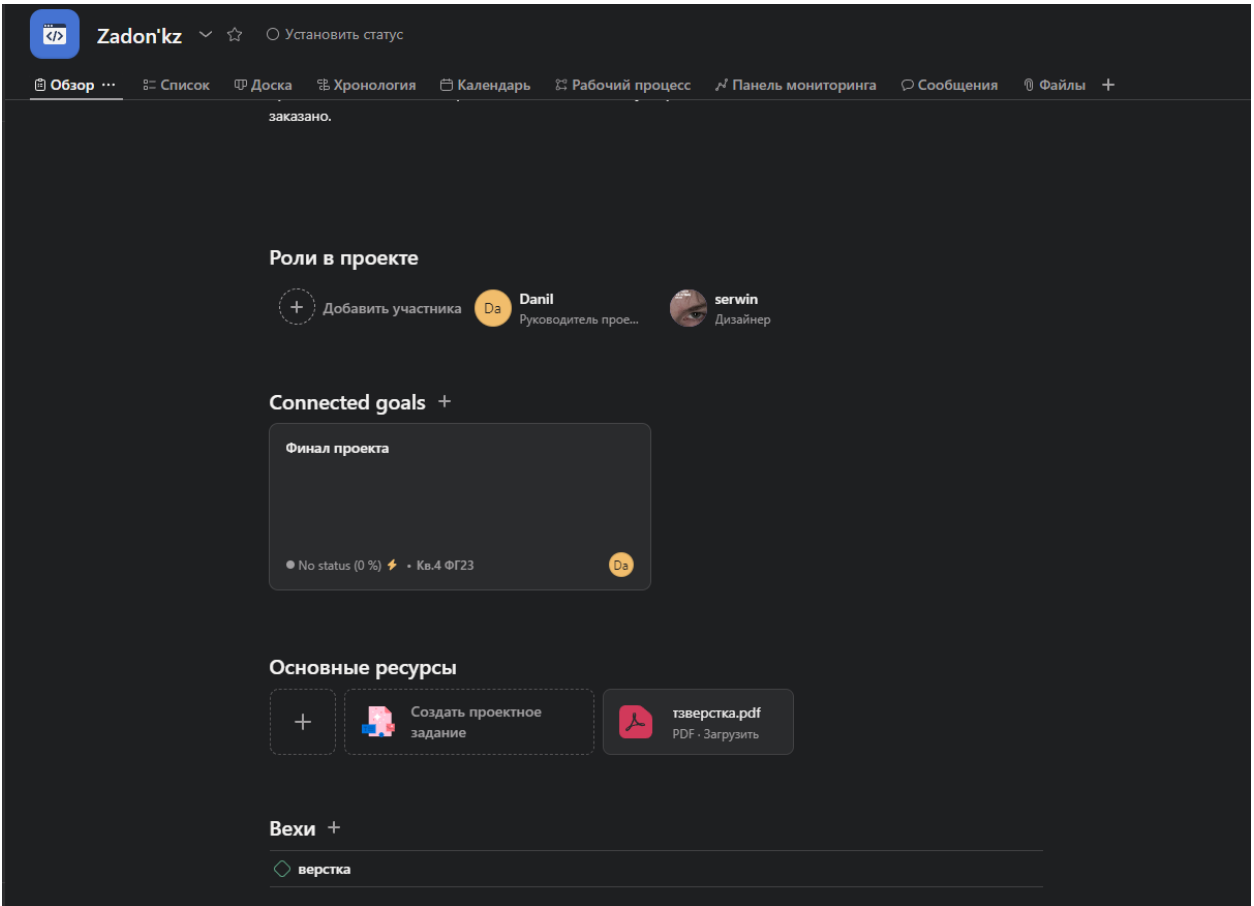 Zadon'kz
Установить статус
Обзор ... Список Доска Хронология Календарь Рабочий процесс Панель мониторинга Сообщения Файлы +
заказано.
Роли в проекте
+ Добавить участника
Da
Danil
Руководитель прое...
serwin
Дизайнер
Connected goals +
Финал проекта
No status (0 %) • Кв.4 ФГ23
Da
Основные ресурсы
+
Создать проектное
задание
тзверстка.pdf
PDF · Загрузить
Вехи +
верстка